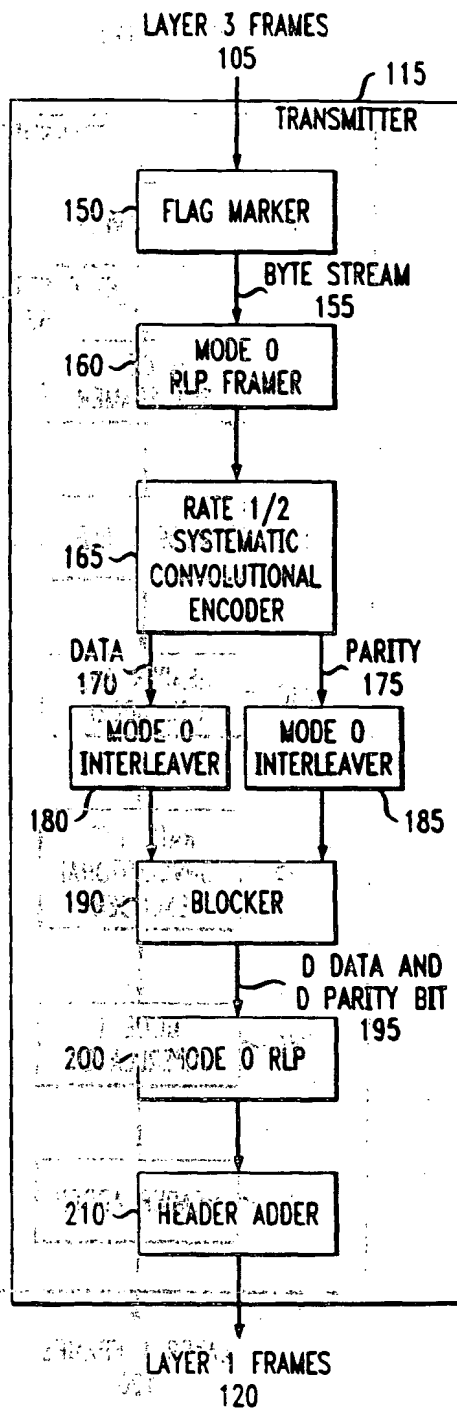 LAYER 3 FRAMES
105
115
TRANSMITTER
150
FLAG MARKER
BYTE STREAM
155
160
MODE 0
RLP FRAMER
165
RATE 1/2
SYSTEMATIC
CONVOLUTIONAL
ENCODER
DATA
170
PARITY
175
MODE 0
INTERLEAVER
MODE 0
INTERLEAVER
180
185
190
BLOCKER
D DATA AND
D PARITY BIT
195
200
MODE 0 RLP
210
HEADER ADDER
LAYER 1 FRAMES
120